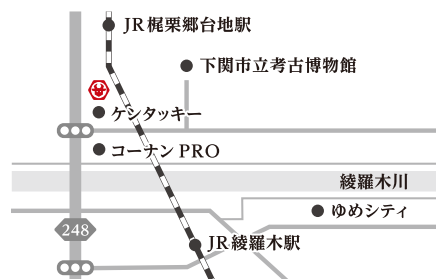 JR梶栗郷台地駅
下関市立考古博物館
ケンタッキー
コーナンPRO
綾羅木川
ゆめシティ
248
JR綾羅木駅